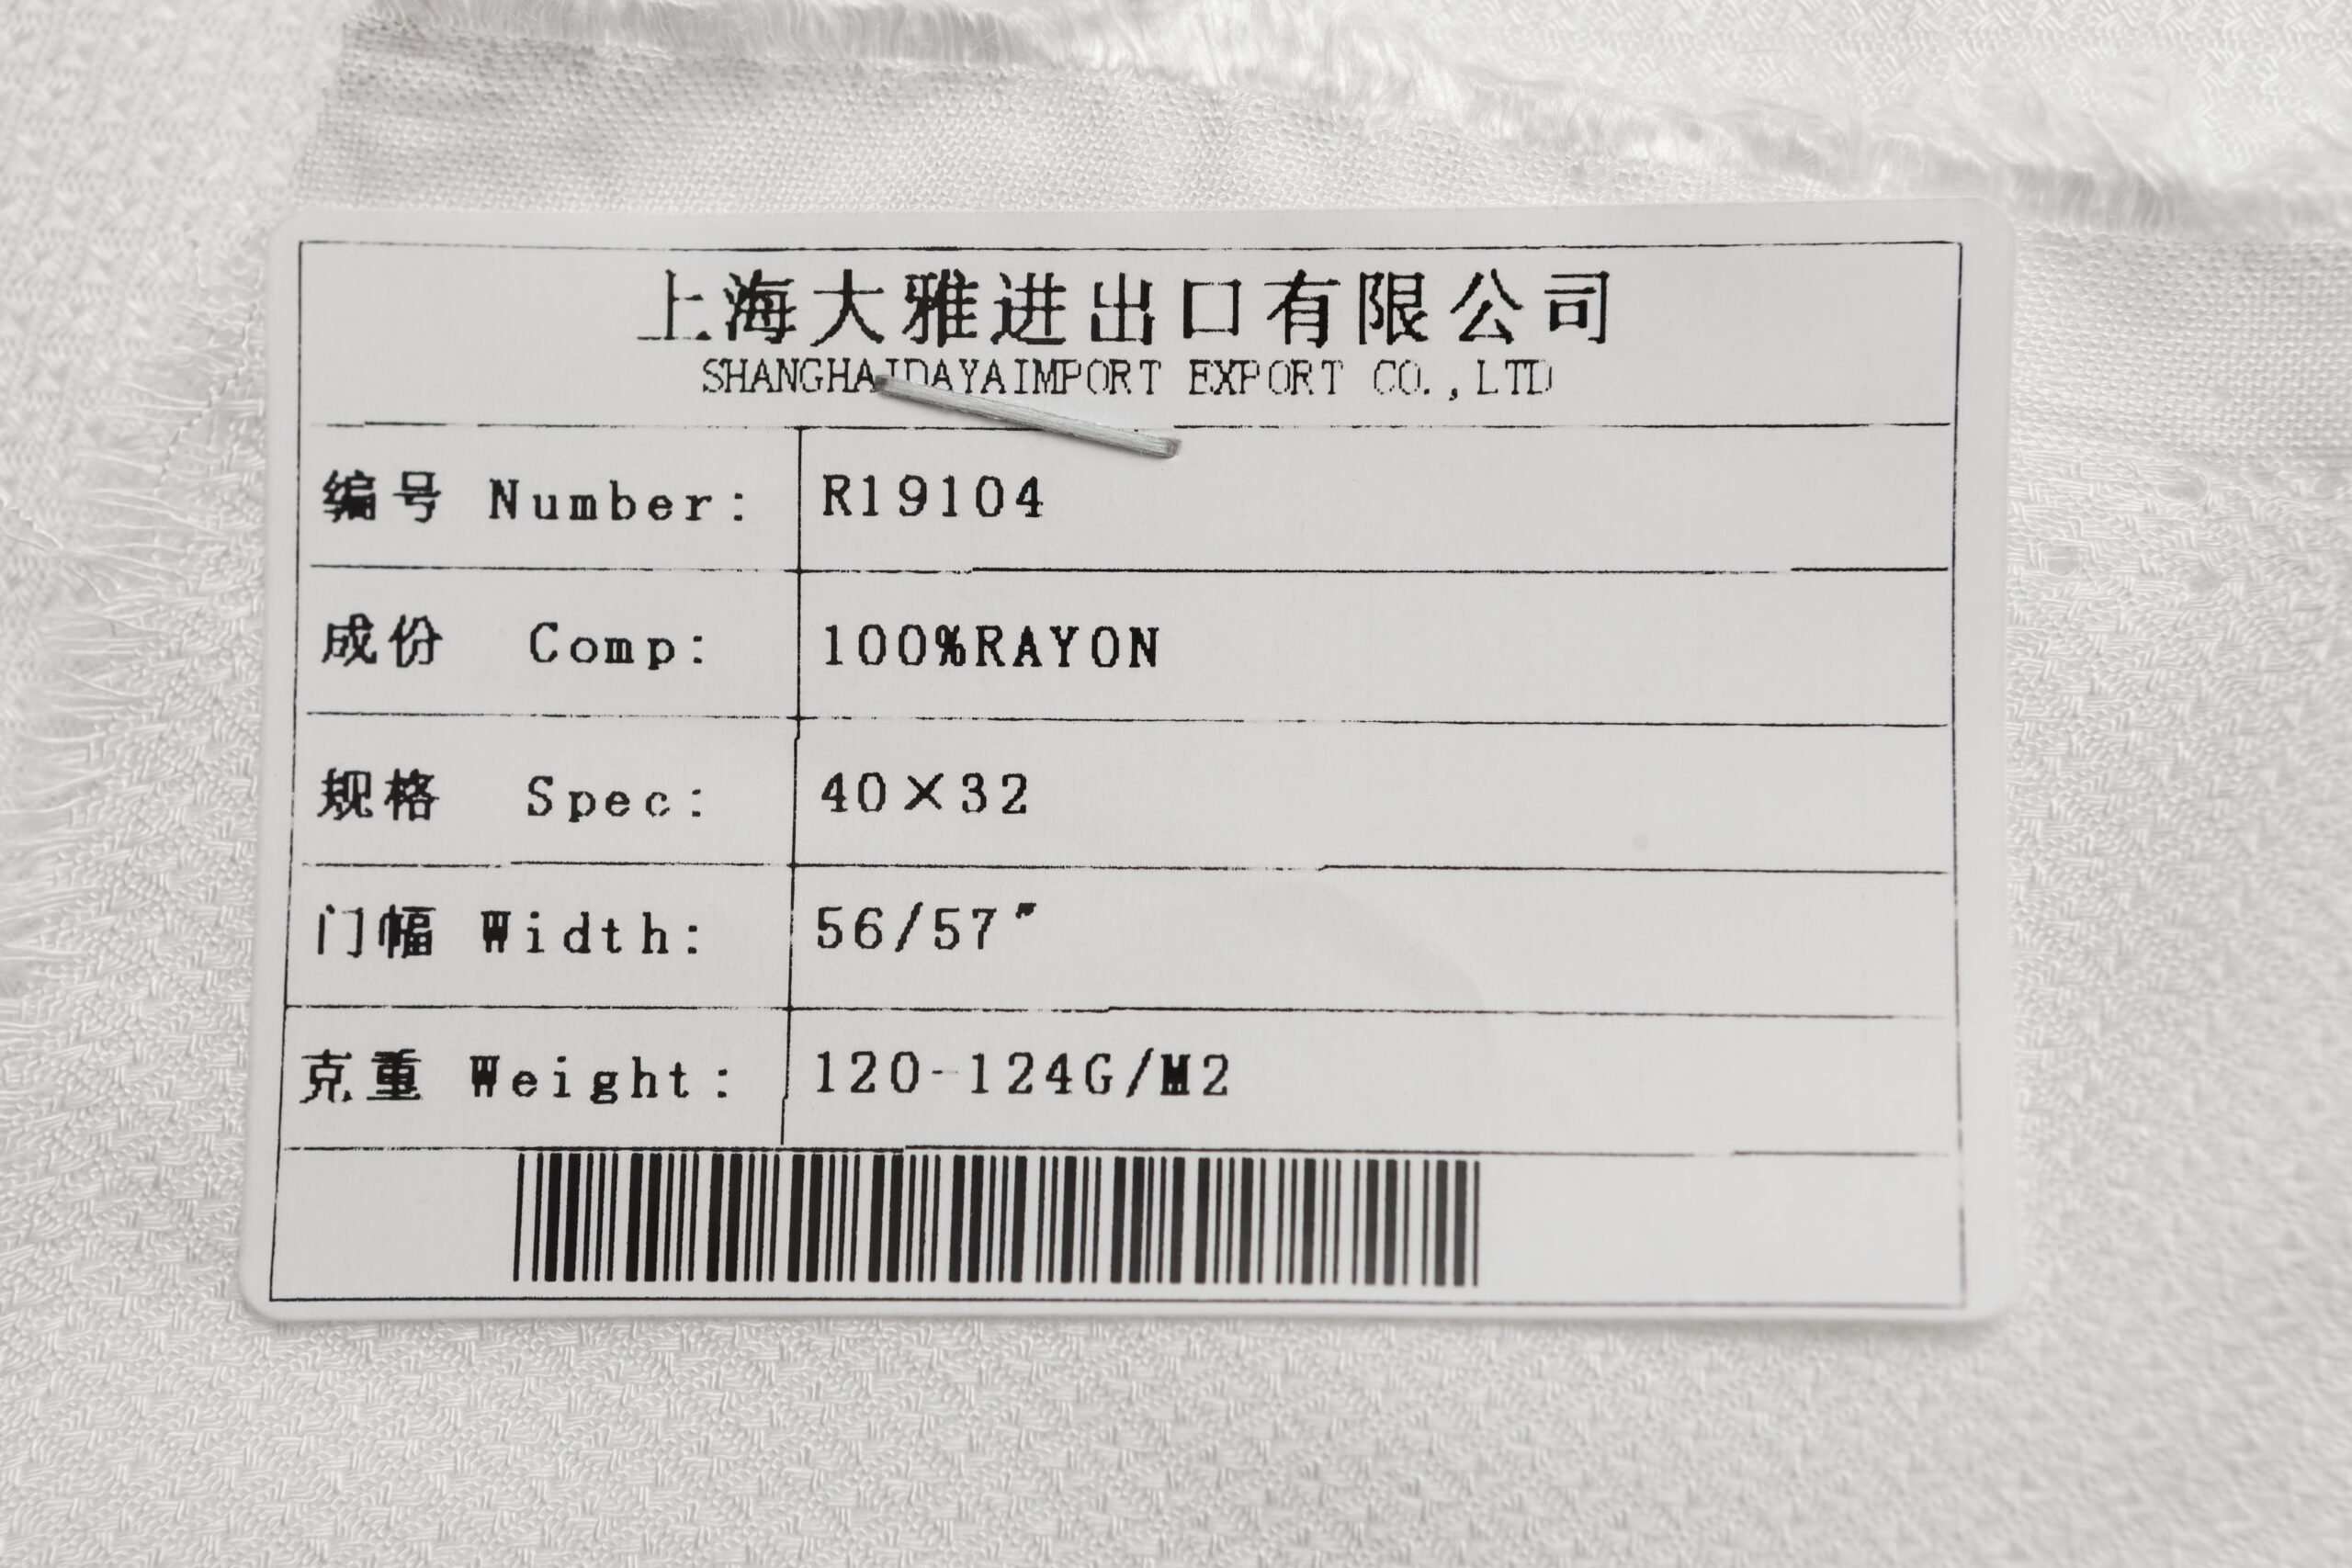 上海大雅进出口有限公司
SHANGHAIDAYAIMPORT EXPORT CO.,LTD
编号 Number: R19104
成份 Comp: 100%RAYON
规格 Spec: 40×32
门幅 Width: 56/57"
克重 Weight: 120-124G/M2